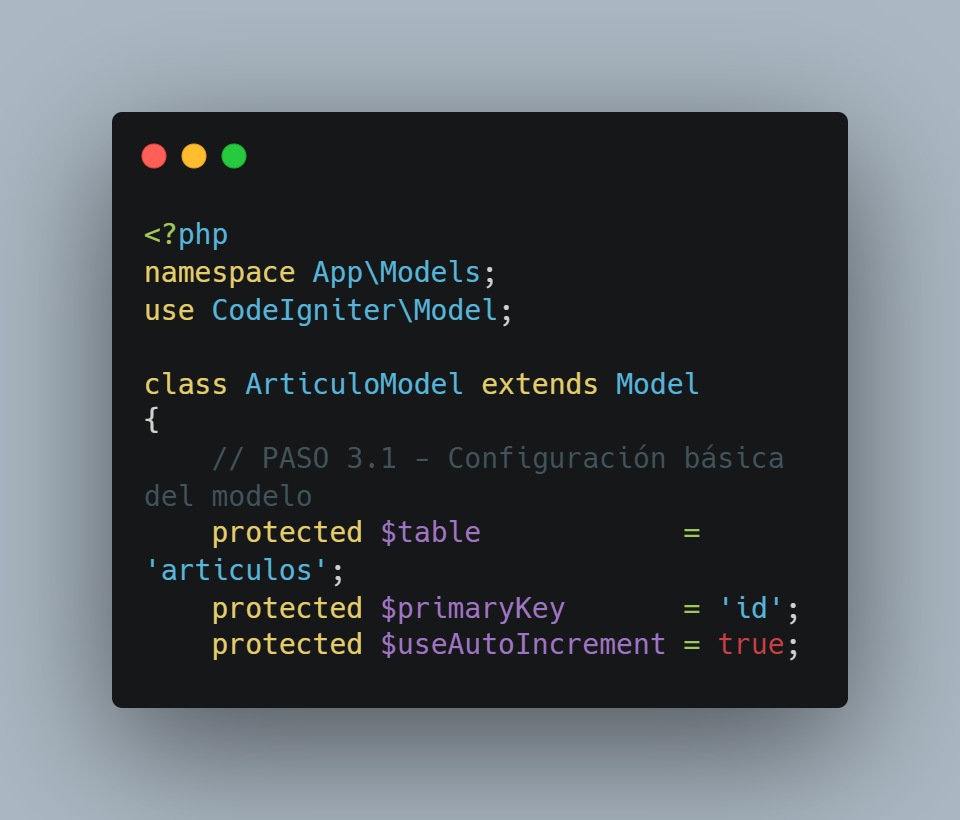 <?php
namespace App\Models;
use CodeIgniter\Model;

class ArticuloModel extends Model
{
    // PASO 3.1 – Configuración básica
del modelo
    protected $table            =
'articulos';
    protected $primaryKey       = 'id';
    protected $useAutoIncrement = true;